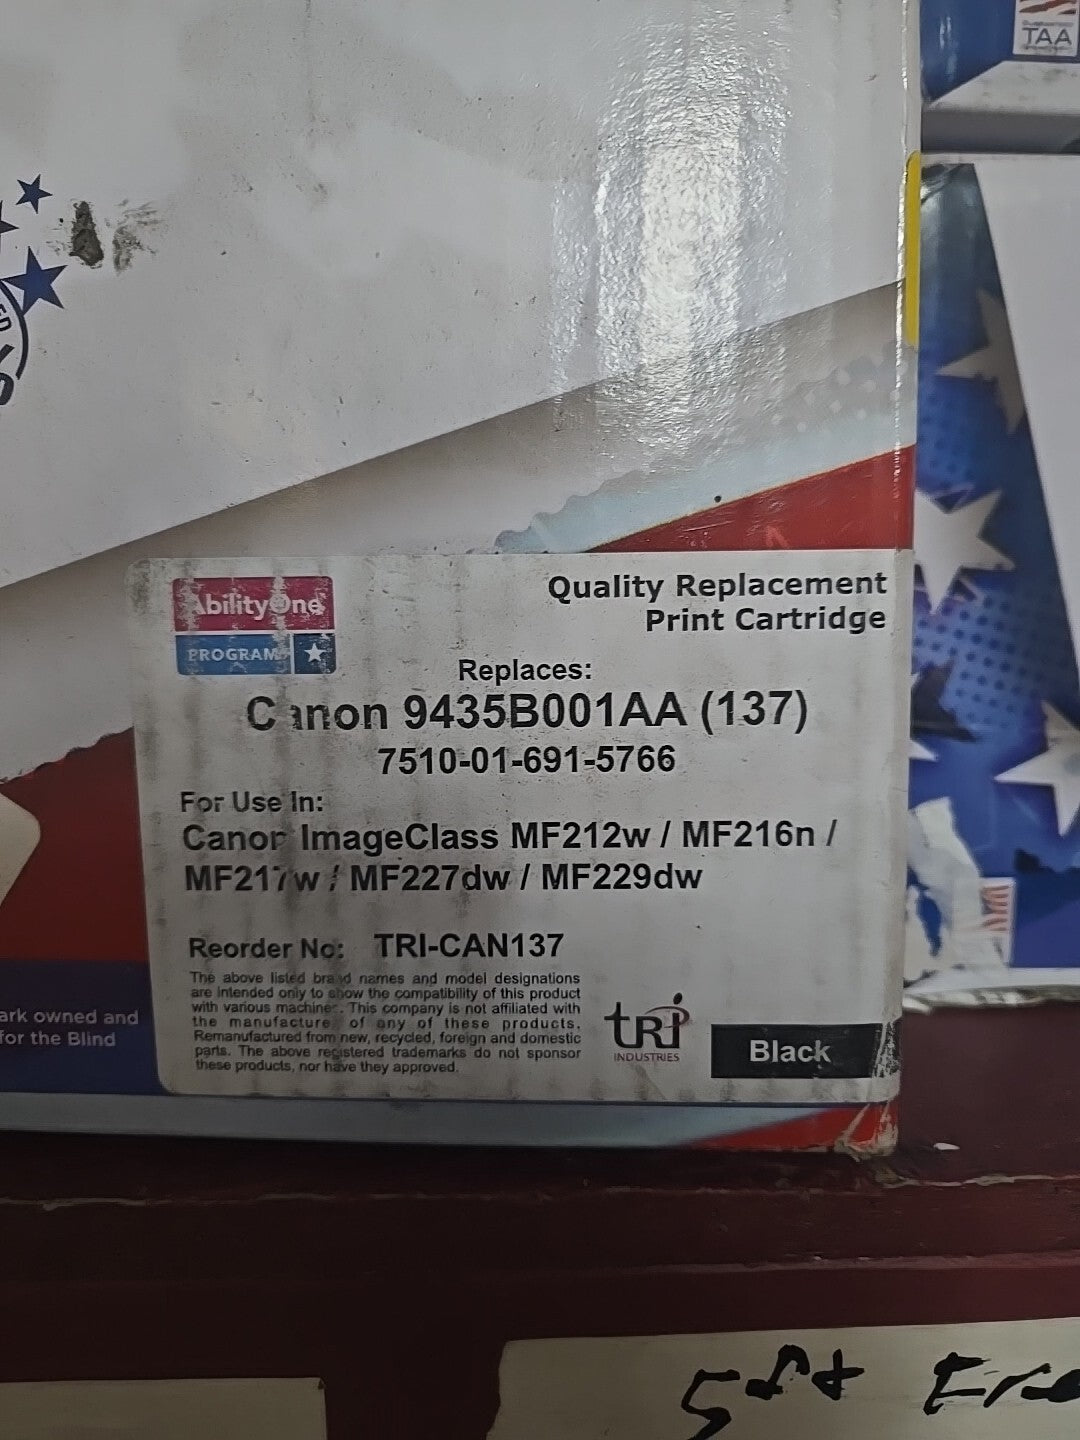 TAA
AbilityOne
PROGRAM
Quality Replacement
Print Cartridge
Replaces:
Canon 9435B001AA (137)
7510-01-691-5766
For Use In:
Canon ImageClass MF212w / MF216n /
MF217w / MF227dw / MF229dw
Reorder No: TRI-CAN137
The above listed brand names and model designations
are intended only to show the compatibility of this product
with various machines. This company is not affiliated with
the manufacture of any of these products.
Remanufactured from new, recycled, foreign and domestic
parts. The above registered trademarks do not sponsor
these products, nor have they approved.
tRi
INDUSTRIES
Black
ark owned and
for the Blind